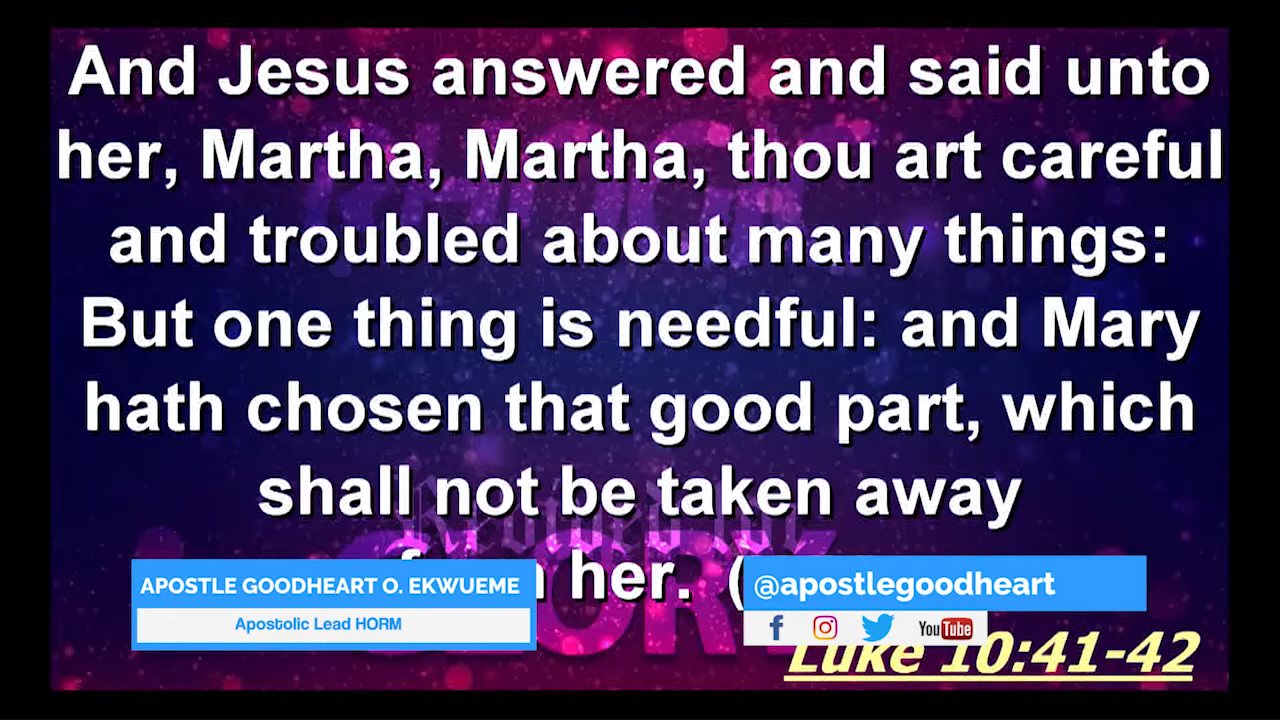 And Jesus answered and said unto
her, Martha, Martha, thou art careful
and troubled about many things:
But one thing is needful: and Mary
hath chosen that good part, which
shall not be taken away
her. (
APOSTLE GOODHEART O. EKWUEME
Apostolic Lead HORM
@apostlegoodheart
YouTube
Luke 10:41-42